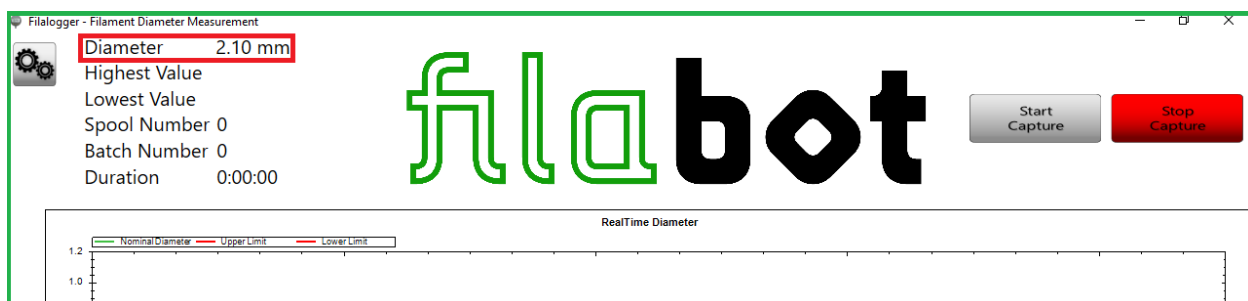 Filalogger - Filament Diameter Measurement
Diameter 2.10 mm
Highest Value
Lowest Value
Spool Number 0
Batch Number 0
Duration 0:00:00
filabot
Start
Capture
Stop
Capture
RealTime Diameter
Nominal Diameter Upper Limit Lower Limit
1.2
1.0